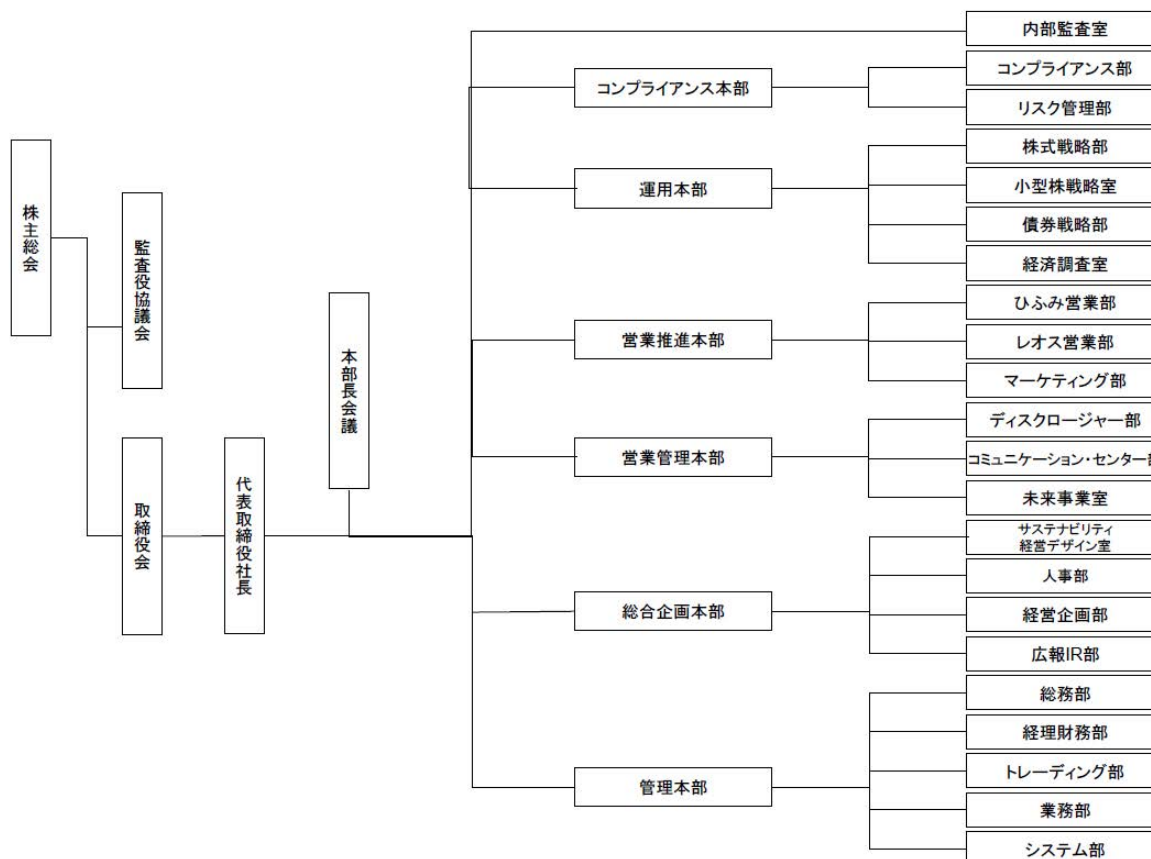 株主総会
監査役協議会
取締役会
代表取締役社長
本部長会議
コンプライアンス本部
運用本部
営業推進本部
営業管理本部
総合企画本部
管理本部
内部監査室
コンプライアンス部
リスク管理部
株式戦略部
小型株戦略室
債券戦略部
経済調査室
ひふみ営業部
レオス営業部
マーケティング部
ディスクロージャー部
コミュニケーション・センター部
未来事業室
サステナビリティ
経営デザイン室
人事部
経営企画部
広報IR部
総務部
経理財務部
トレーディング部
業務部
システム部